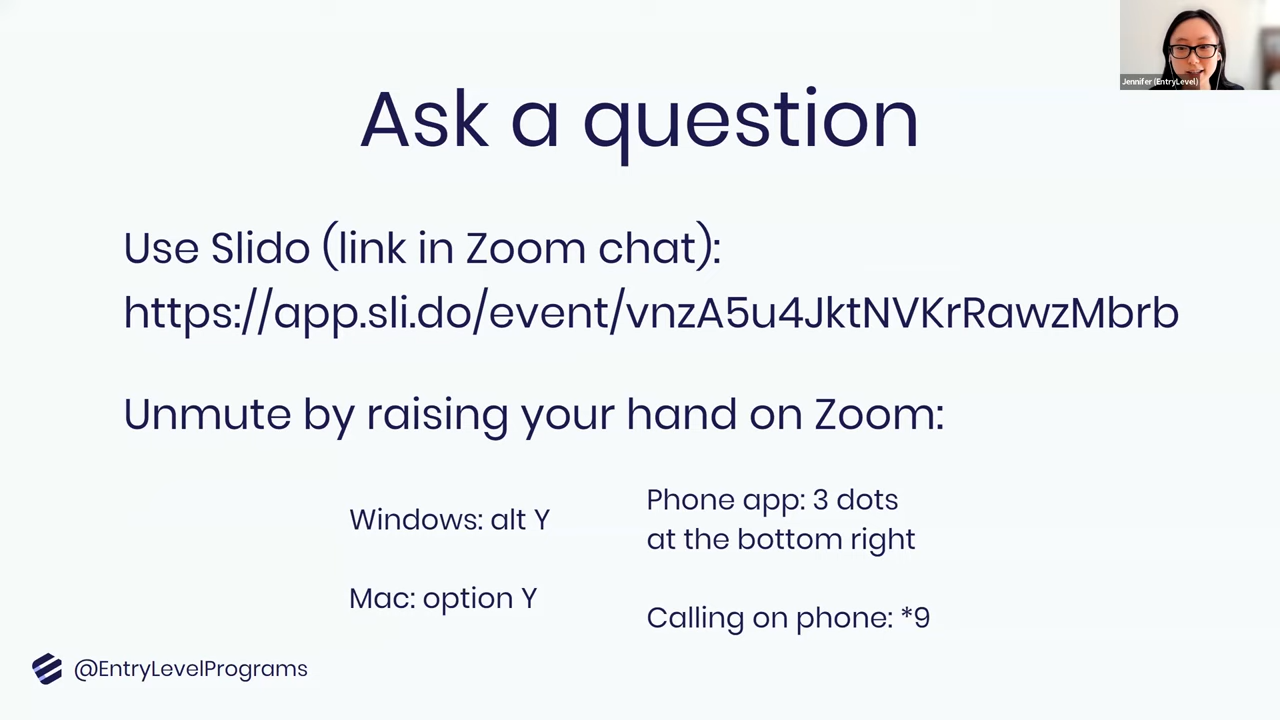 Jennifer (EntryLevel)
Ask a question
Use Slido (link in Zoom chat):
https://app.sli.do/event/vnzA5u4JktNVKrRawzMbrb
Unmute by raising your hand on Zoom:
Windows: alt Y
Mac: option Y
Phone app: 3 dots
at the bottom right
Calling on phone: *9
@EntryLevelPrograms